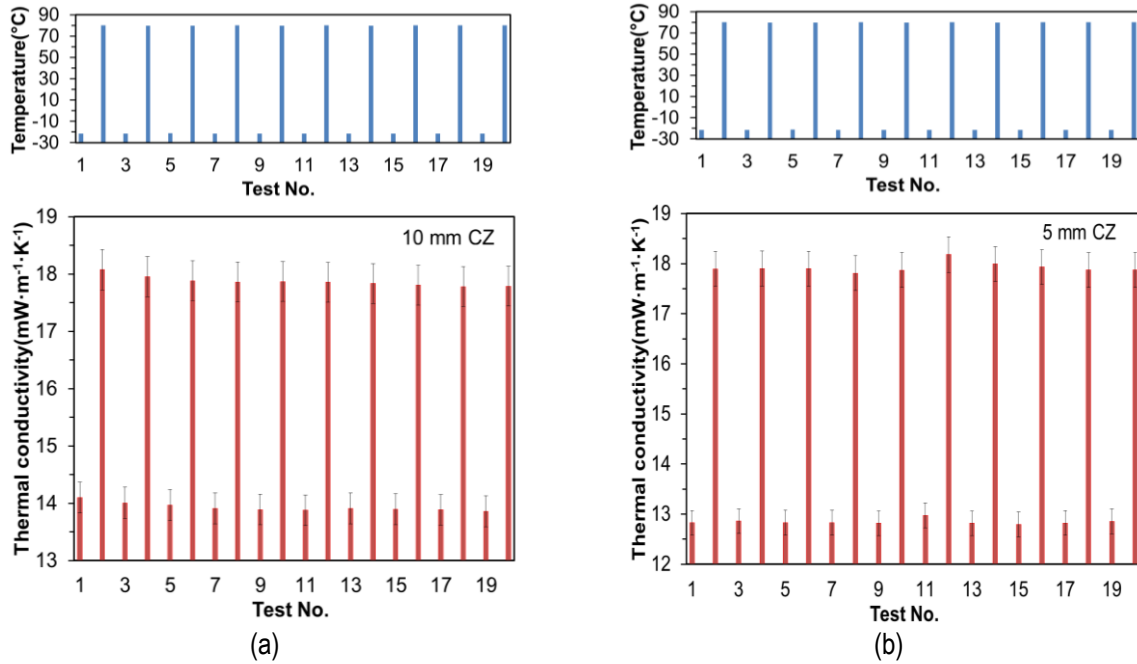 Temperature(°C)
90
70
50
30
10
-10
-30
1 3 5 7 9 11 13 15 17 19
Test No.
Thermal conductivity(mW·m⁻¹·K⁻¹)
19
18
17
16
15
14
13
10 mm CZ
1 3 5 7 9 11 13 15 17 19
Test No.
(a)
Temperature(°C)
90
70
50
30
10
-10
-30
1 3 5 7 9 11 13 15 17 19
Test No.
Thermal conductivity(mW·m⁻¹·K⁻¹)
19
18
17
16
15
14
13
12
5 mm CZ
1 3 5 7 9 11 13 15 17 19
Test No.
(b)